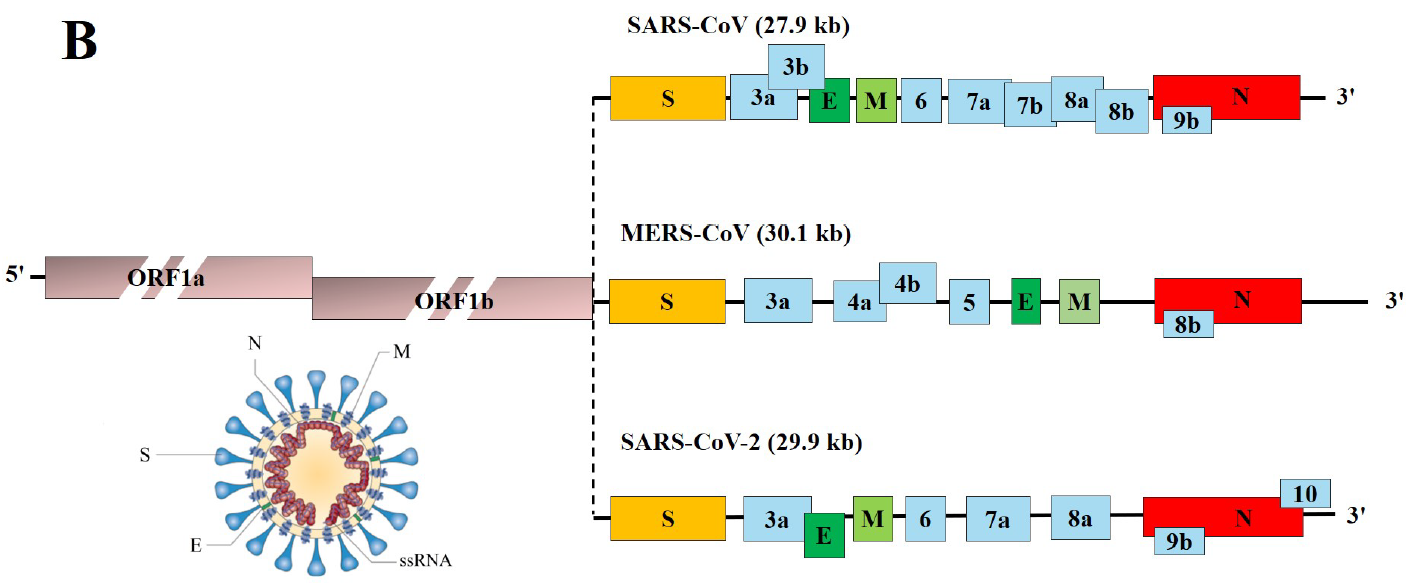 B
SARS-CoV (27.9 kb)
S 3a 3b E M 6 7a 7b 8a 8b 9b N 3'
MERS-CoV (30.1 kb)
5' ORF1a ORF1b
S 3a 4a 4b 5 E M 8b N 3'
SARS-CoV-2 (29.9 kb)
S 3a E M 6 7a 8a 9b N 10 3'
N
M
S
E
ssRNA